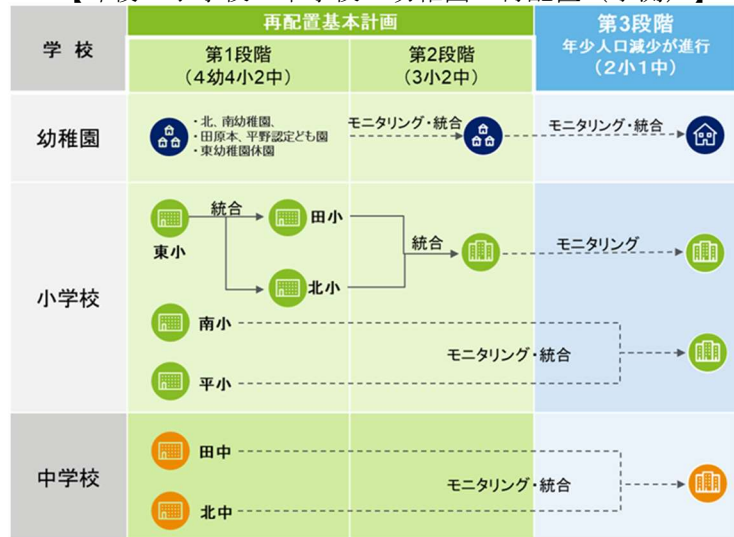 再配置基本計画
学 校
第1段階
(4幼4小2中)
第2段階
(3小2中)
第3段階
年少人口減少が進行
(2小1中)
幼稚園
・北、南幼稚園、
・田原本、平野認定ども園
・東幼稚園休園
モニタリング・統合
モニタリング・統合
小学校
東小
統合
田小
北小
統合
モニタリング
南小
平小
モニタリング・統合
中学校
田中
北中
モニタリング・統合